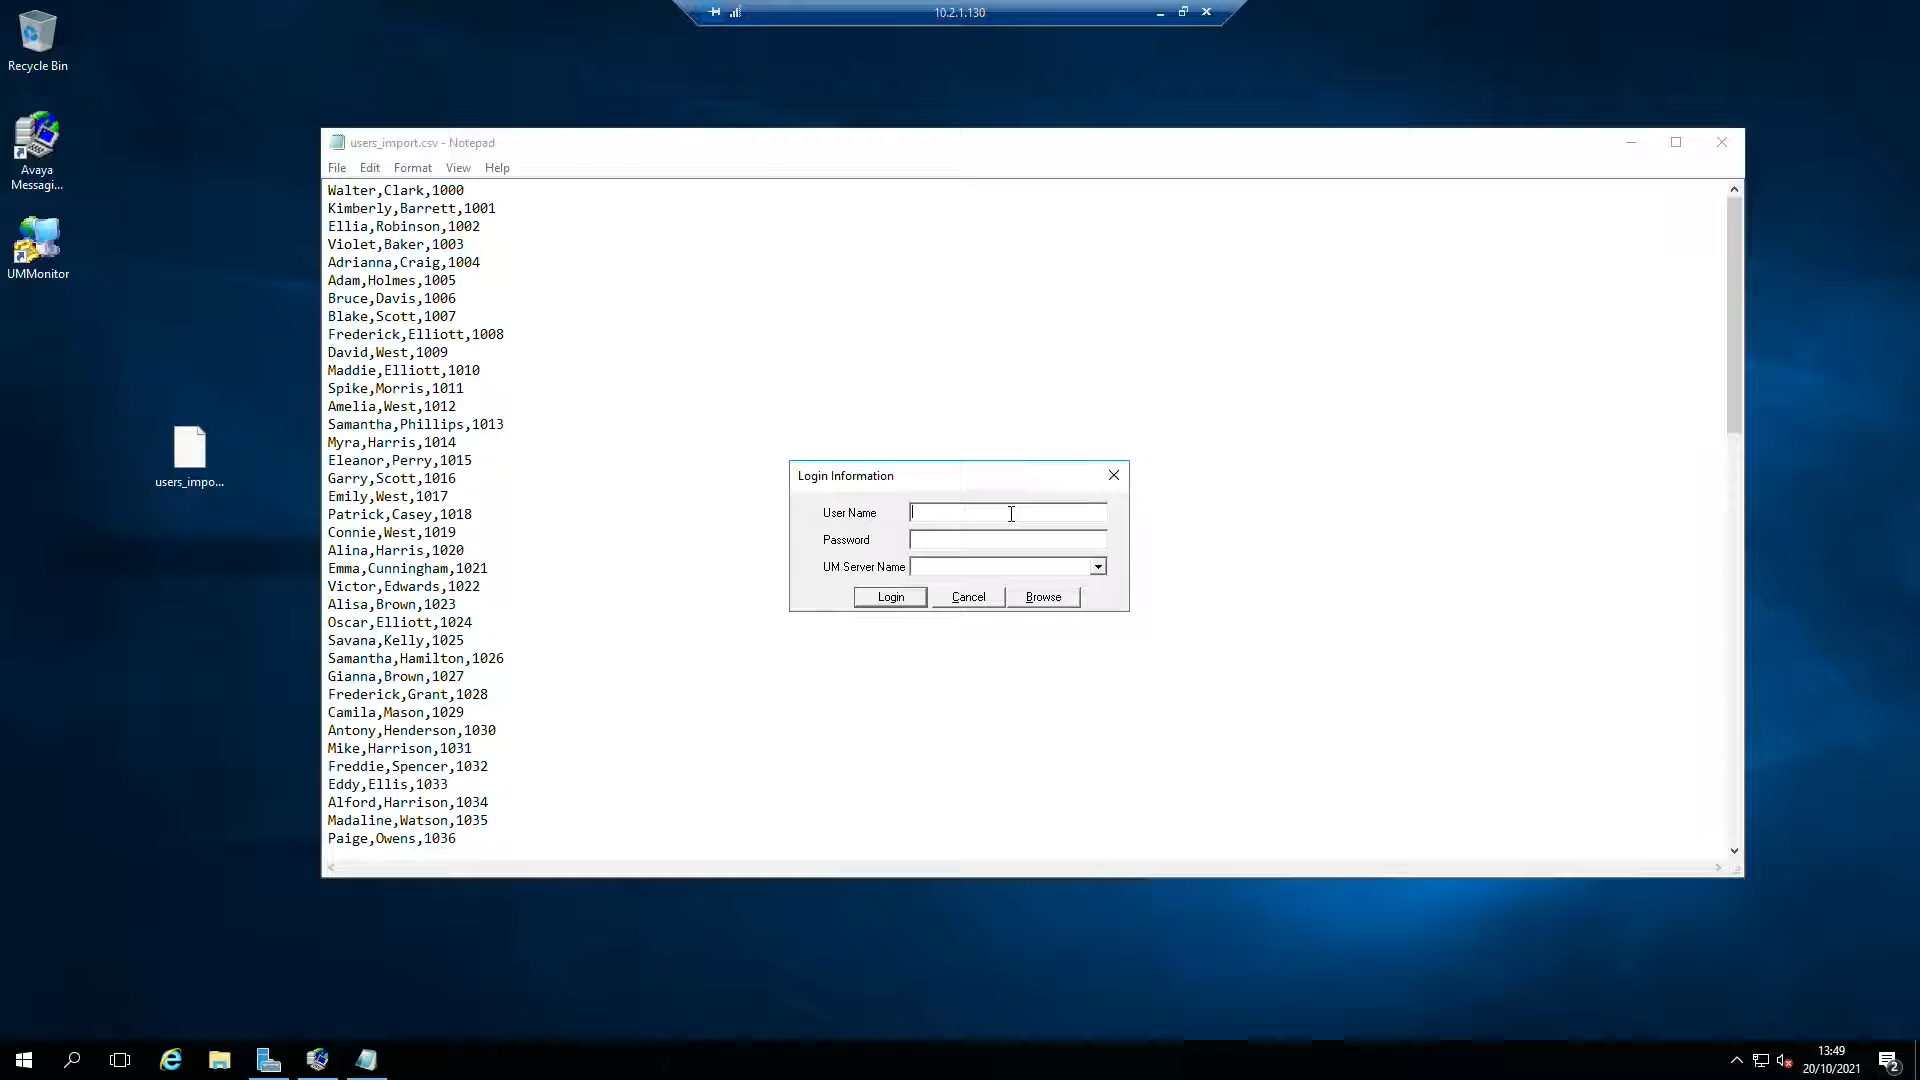 10.2.1.130
Recycle Bin
Avaya
Messagi...
UMMonitor
users_impo...
users_import.csv - Notepad
File Edit Format View Help
Walter,Clark,1000
Kimberly,Barrett,1001
Ellia,Robinson,1002
Violet,Baker,1003
Adrianna,Craig,1004
Adam,Holmes,1005
Bruce,Davis,1006
Blake,Scott,1007
Frederick,Elliott,1008
David,West,1009
Maddie,Elliott,1010
Spike,Morris,1011
Amelia,West,1012
Samantha,Phillips,1013
Myra,Harris,1014
Eleanor,Perry,1015
Garry,Scott,1016
Emily,West,1017
Patrick,Casey,1018
Connie,West,1019
Alina,Harris,1020
Emma,Cunningham,1021
Victor,Edwards,1022
Alisa,Brown,1023
Oscar,Elliott,1024
Savana,Kelly,1025
Samantha,Hamilton,1026
Gianna,Brown,1027
Frederick,Grant,1028
Camila,Mason,1029
Antony,Henderson,1030
Mike,Harrison,1031
Freddie,Spencer,1032
Eddy,Ellis,1033
Alford,Harrison,1034
Madaline,Watson,1035
Paige,Owens,1036
Login Information
User Name
Password
UM Server Name
Login Cancel Browse
13:49
20/10/2021
2